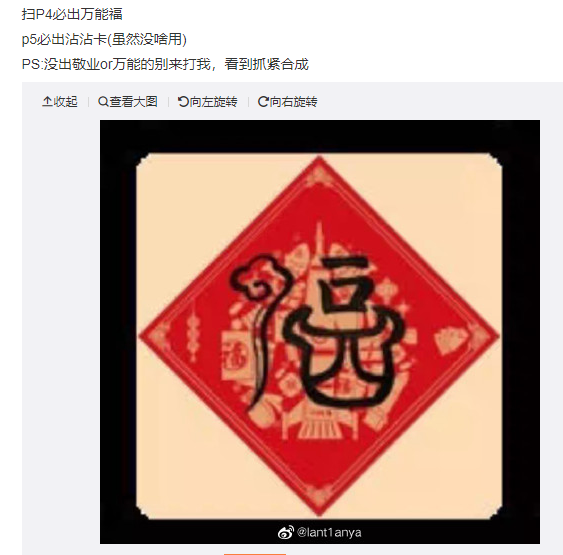 扫P4必出万能福
p5必出沾沾卡(虽然没啥用)
PS:没出敬业or万能的别来打我，看到抓紧合成
收起 查看大图 向左旋转 向右旋转
福
福
@lant1anya